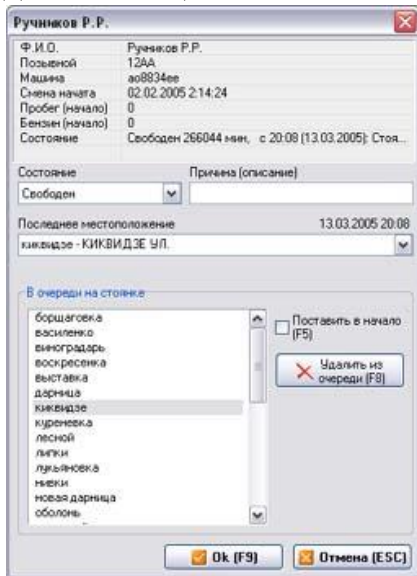 Ручников Р.Р.
Ф.И.О. Ручников Р.Р.
Позывной 12АА
Машина ао8834ее
Смена начата 02.02.2005 2:14:24
Пробег (начало) 0
Бензин (начало) 0
Состояние Свободен 266044 мин, с 20:08 (13.03.2005); Стоя...
Состояние Причина (описание)
Свободен
Последнее местоположение 13.03.2005 20:08
киквидзе - КИКВИДЗЕ УЛ.
В очереди на стоянке
борщаговка
василенко
виноградарь
воскресенка
выставка
дарница
киквидзе
куреневка
лесной
липки
лукьяновка
нивки
новая дарница
оболонь
Поставить в начало
(F5)
Удалить из
очереди (F8)
Ok (F9) Отмена (ESC)